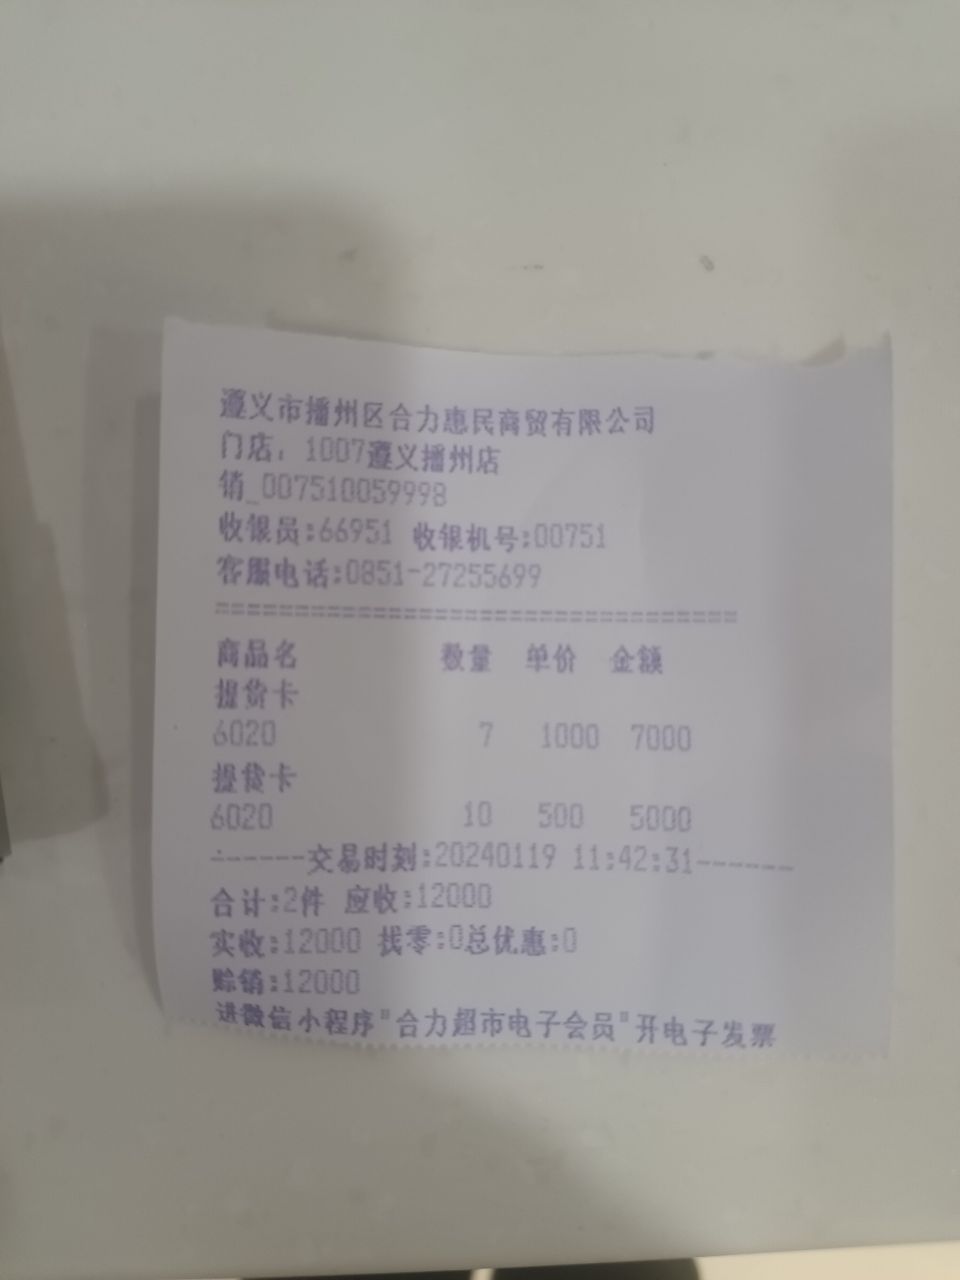 遵义市播州区合力惠民商贸有限公司
门店: 1007遵义播州店
销_007510059998
收银员:66951 收银机号:00751
客服电话:0851-27255699
==================================
商品名 数量 单价 金额
提货卡
6020 7 1000 7000
提货卡
6020 10 500 5000
------交易时刻:20240119 11:42:31------
合计:2件 应收:12000
实收:12000 找零:0总优惠:0
赊销:12000
进微信小程序"合力超市电子会员"开电子发票